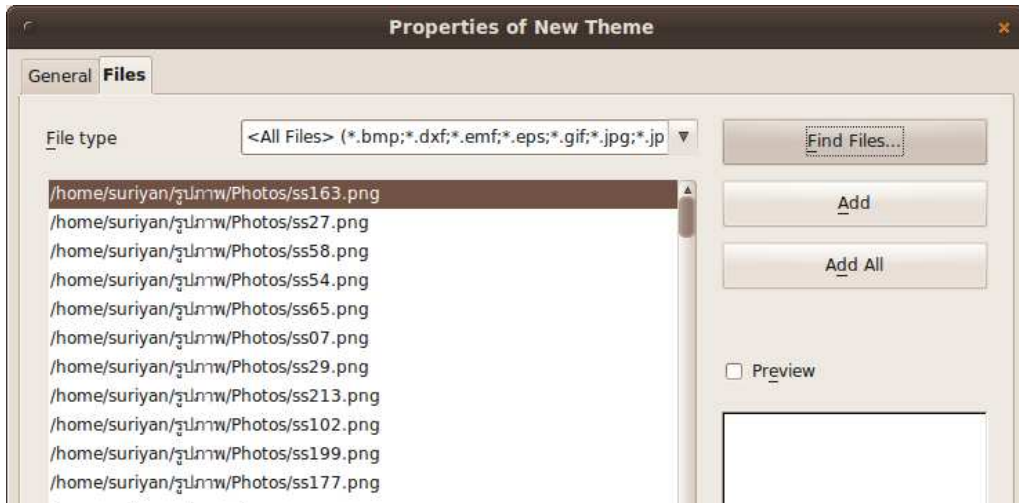 Properties of New Theme
General Files
File type
<All Files> (*.bmp;*.dxf;*.emf;*.eps;*.gif;*.jpg;*.jp
Find Files...
/home/suriyan/รูปภาพ/Photos/ss163.png
Add
/home/suriyan/รูปภาพ/Photos/ss27.png
/home/suriyan/รูปภาพ/Photos/ss58.png
Add All
/home/suriyan/รูปภาพ/Photos/ss54.png
/home/suriyan/รูปภาพ/Photos/ss65.png
/home/suriyan/รูปภาพ/Photos/ss07.png
/home/suriyan/รูปภาพ/Photos/ss29.png
Preview
/home/suriyan/รูปภาพ/Photos/ss213.png
/home/suriyan/รูปภาพ/Photos/ss102.png
/home/suriyan/รูปภาพ/Photos/ss199.png
/home/suriyan/รูปภาพ/Photos/ss177.png